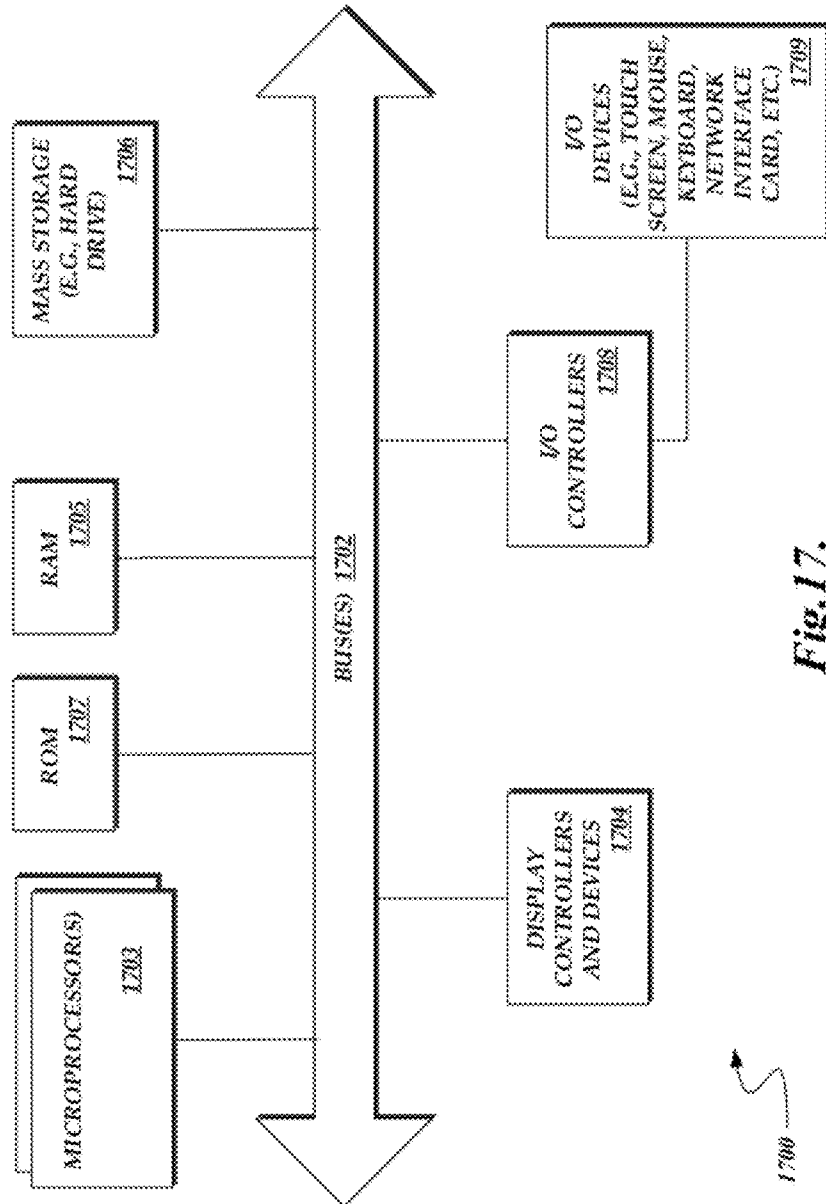 MICROPROCESSOR(S)
1703
ROM
1707
RAM
1705
MASS STORAGE
(E.G., HARD
DRIVE)
1706
BUS(ES) 1702
DISPLAY
CONTROLLERS
AND DEVICES
1704
I/O
CONTROLLERS
1708
I/O
DEVICES
(E.G., TOUCH
SCREEN, MOUSE,
KEYBOARD,
NETWORK
INTERFACE
CARD, ETC.)
1709
1700
Fig.17.